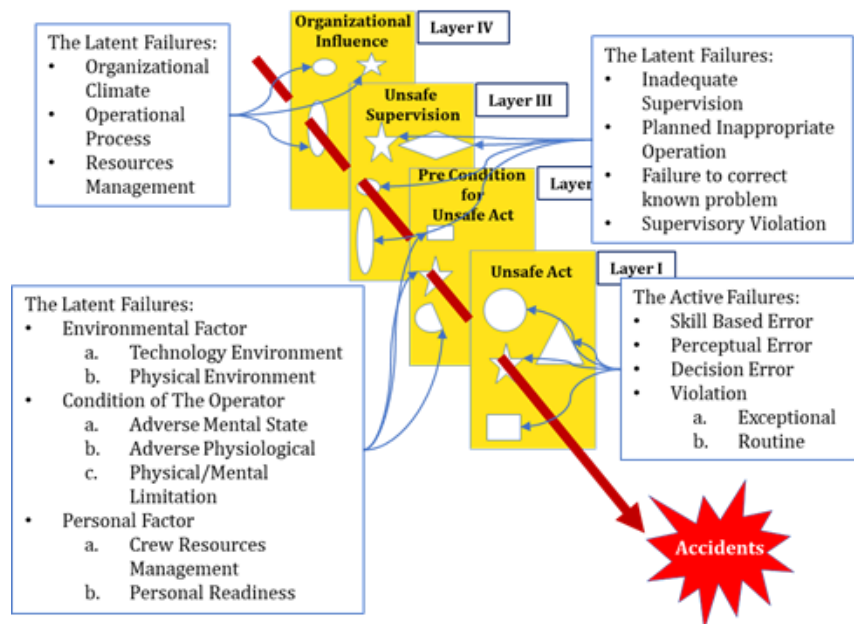 The Latent Failures:
• Organizational
Climate
• Operational
Process
• Resources
Management
Organizational
Influence
Layer IV
Unsafe
Supervision
Layer III
The Latent Failures:
• Inadequate
Supervision
• Planned Inappropriate
Operation
• Failure to correct
known problem
• Supervisory Violation
Pre Condition
for
Unsafe Act
Layer
Unsafe Act
Layer I
The Latent Failures:
• Environmental Factor
a. Technology Environment
b. Physical Environment
• Condition of The Operator
a. Adverse Mental State
b. Adverse Physiological
c. Physical/Mental
Limitation
• Personal Factor
a. Crew Resources
Management
b. Personal Readiness
The Active Failures:
• Skill Based Error
• Perceptual Error
• Decision Error
• Violation
a. Exceptional
b. Routine
Accidents